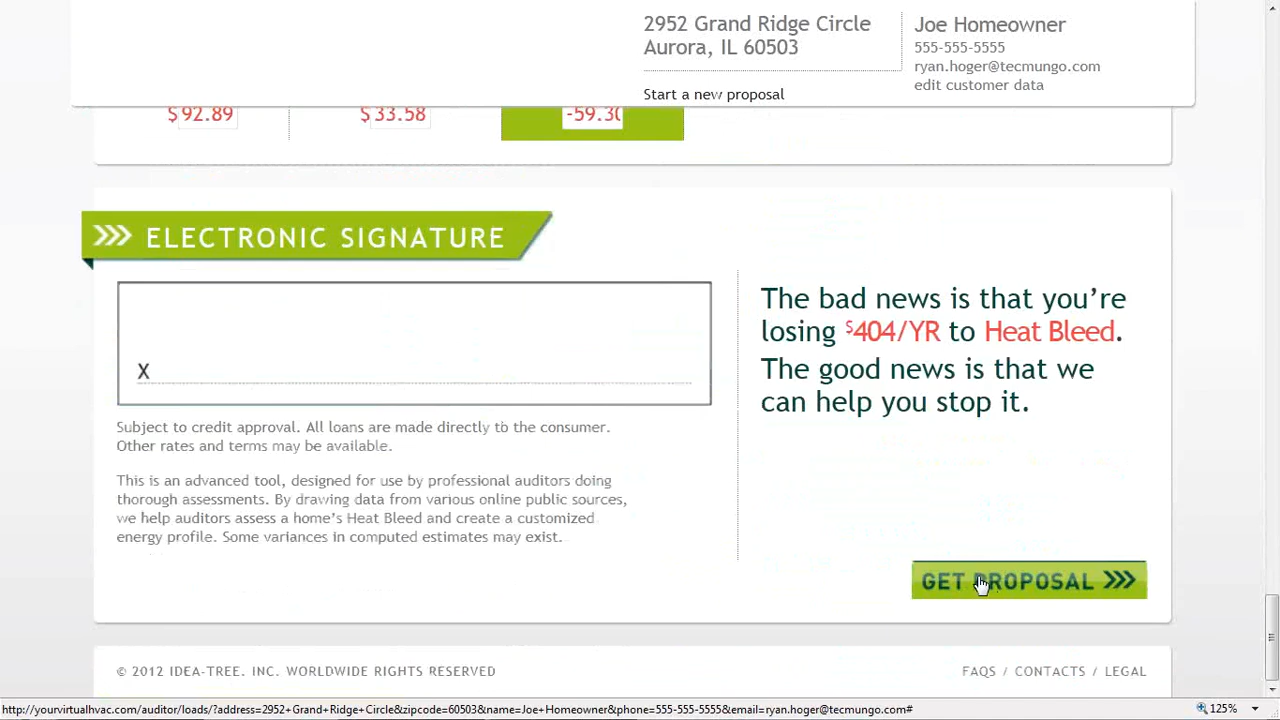 2952 Grand Ridge Circle
Aurora, IL 60503
Start a new proposal
Joe Homeowner
555-555-5555
ryan.hoger@tecmungo.com
edit customer data
$92.89
$33.58
-59.30
ELECTRONIC SIGNATURE
X
Subject to credit approval. All loans are made directly to the consumer.
Other rates and terms may be available.
This is an advanced tool, designed for use by professional auditors doing
thorough assessments. By drawing data from various online public sources,
we help auditors assess a home's Heat Bleed and create a customized
energy profile. Some variances in computed estimates may exist.
The bad news is that you're
losing $404/YR to Heat Bleed.
The good news is that we
can help you stop it.
GET PROPOSAL
© 2012 IDEA-TREE. INC. WORLDWIDE RIGHTS RESERVED
FAQS / CONTACTS / LEGAL
http://yourvirtualhvac.com/auditor/loads/?address=2952+Grand+Ridge+Circle&zipcode=60503&name=Joe+Homeowner&phone=555-555-5555&email=ryan.hoger@tecmungo.com#
125%